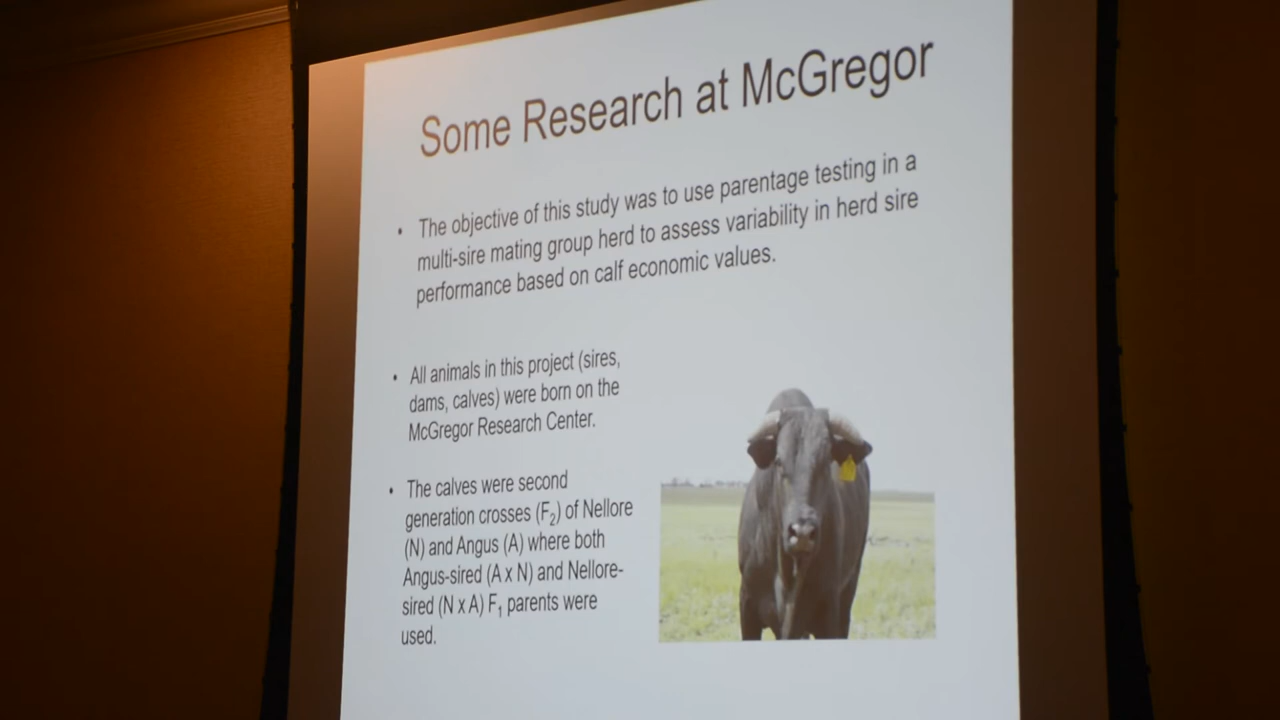 Some Research at McGregor
• The objective of this study was to use parentage testing in a
multi-sire mating group herd to assess variability in herd sire
performance based on calf economic values.
• All animals in this project (sires,
dams, calves) were born on the
McGregor Research Center.
• The calves were second
generation crosses (F₂) of Nellore
(N) and Angus (A) where both
Angus-sired (A x N) and Nellore-
sired (N x A) F₁ parents were
used.